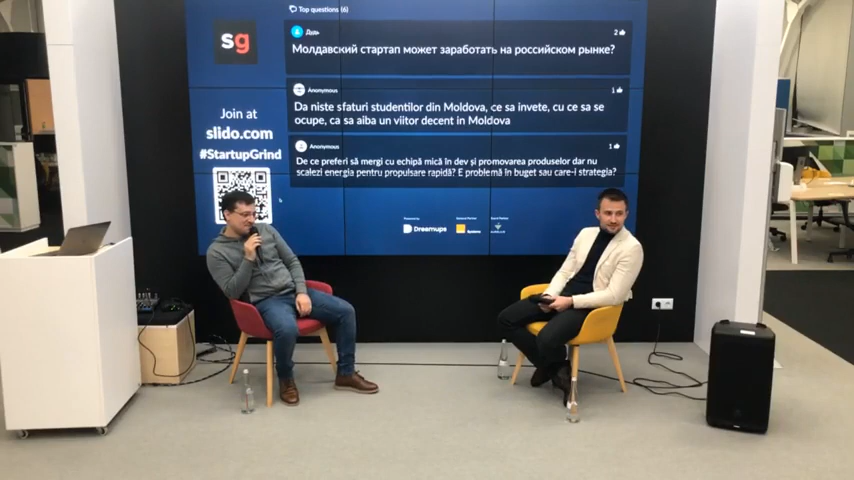 Top questions (6)
sg
Дудь
2
Молдавский стартап может заработать на российском рынке?
Join at
slido.com
#StartupGrind
Anonymous
1
Da niste sfaturi studentilor din Moldova, ce sa invete, cu ce sa se
ocupe, ca sa aiba un viitor decent in Moldova
Anonymous
1
De ce preferi să mergi cu echipă mică în dev și promovarea produselor dar nu
scalezi energia pentru propulsare rapidă? E problemă în buget sau care-i strategia?
Dreamups